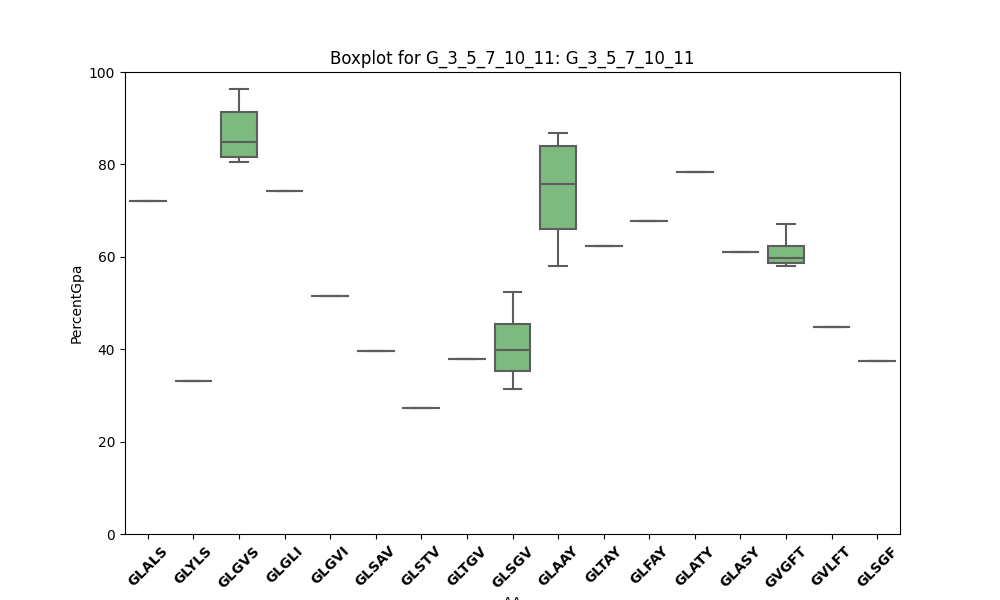 Boxplot for G_3_5_7_10_11: G_3_5_7_10_11
100
80
60
40
20
0
PercentGpa
GLALS GLYLS GLGVS GLGLI GLGVI GLSAV GLSTV GLTGV GLSGV GLAAY GLTAY GLFAY GLATY GLASY GVGFT GVLFT GLSGF